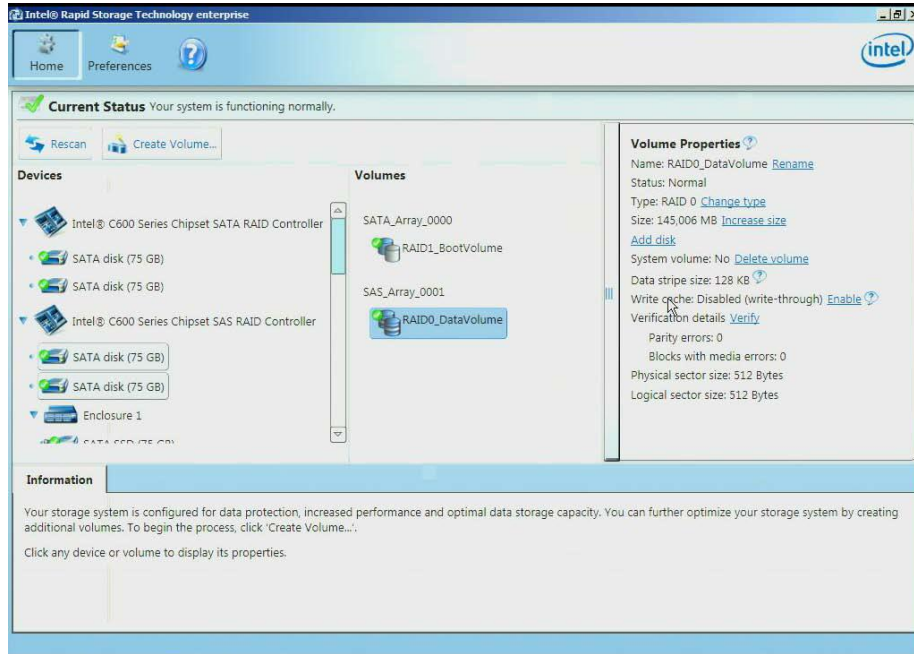 Intel® Rapid Storage Technology enterprise
Home
Preferences
intel
Current Status Your system is functioning normally.
Rescan
Create Volume...
Devices
Intel® C600 Series Chipset SATA RAID Controller
SATA disk (75 GB)
SATA disk (75 GB)
Intel® C600 Series Chipset SAS RAID Controller
SATA disk (75 GB)
SATA disk (75 GB)
Enclosure 1
SATA SSD (75 GB)
Volumes
SATA_Array_0000
RAID1_BootVolume
SAS_Array_0001
RAID0_DataVolume
Volume Properties ?
Name: RAID0_DataVolume Rename
Status: Normal
Type: RAID 0 Change type
Size: 145,006 MB Increase size
Add disk
System volume: No Delete volume
Data stripe size: 128 KB ?
Write cache: Disabled (write-through) Enable ?
Verification details Verify
Parity errors: 0
Blocks with media errors: 0
Physical sector size: 512 Bytes
Logical sector size: 512 Bytes
Information
Your storage system is configured for data protection, increased performance and optimal data storage capacity. You can further optimize your storage system by creating
additional volumes. To begin the process, click 'Create Volume...'.
Click any device or volume to display its properties.